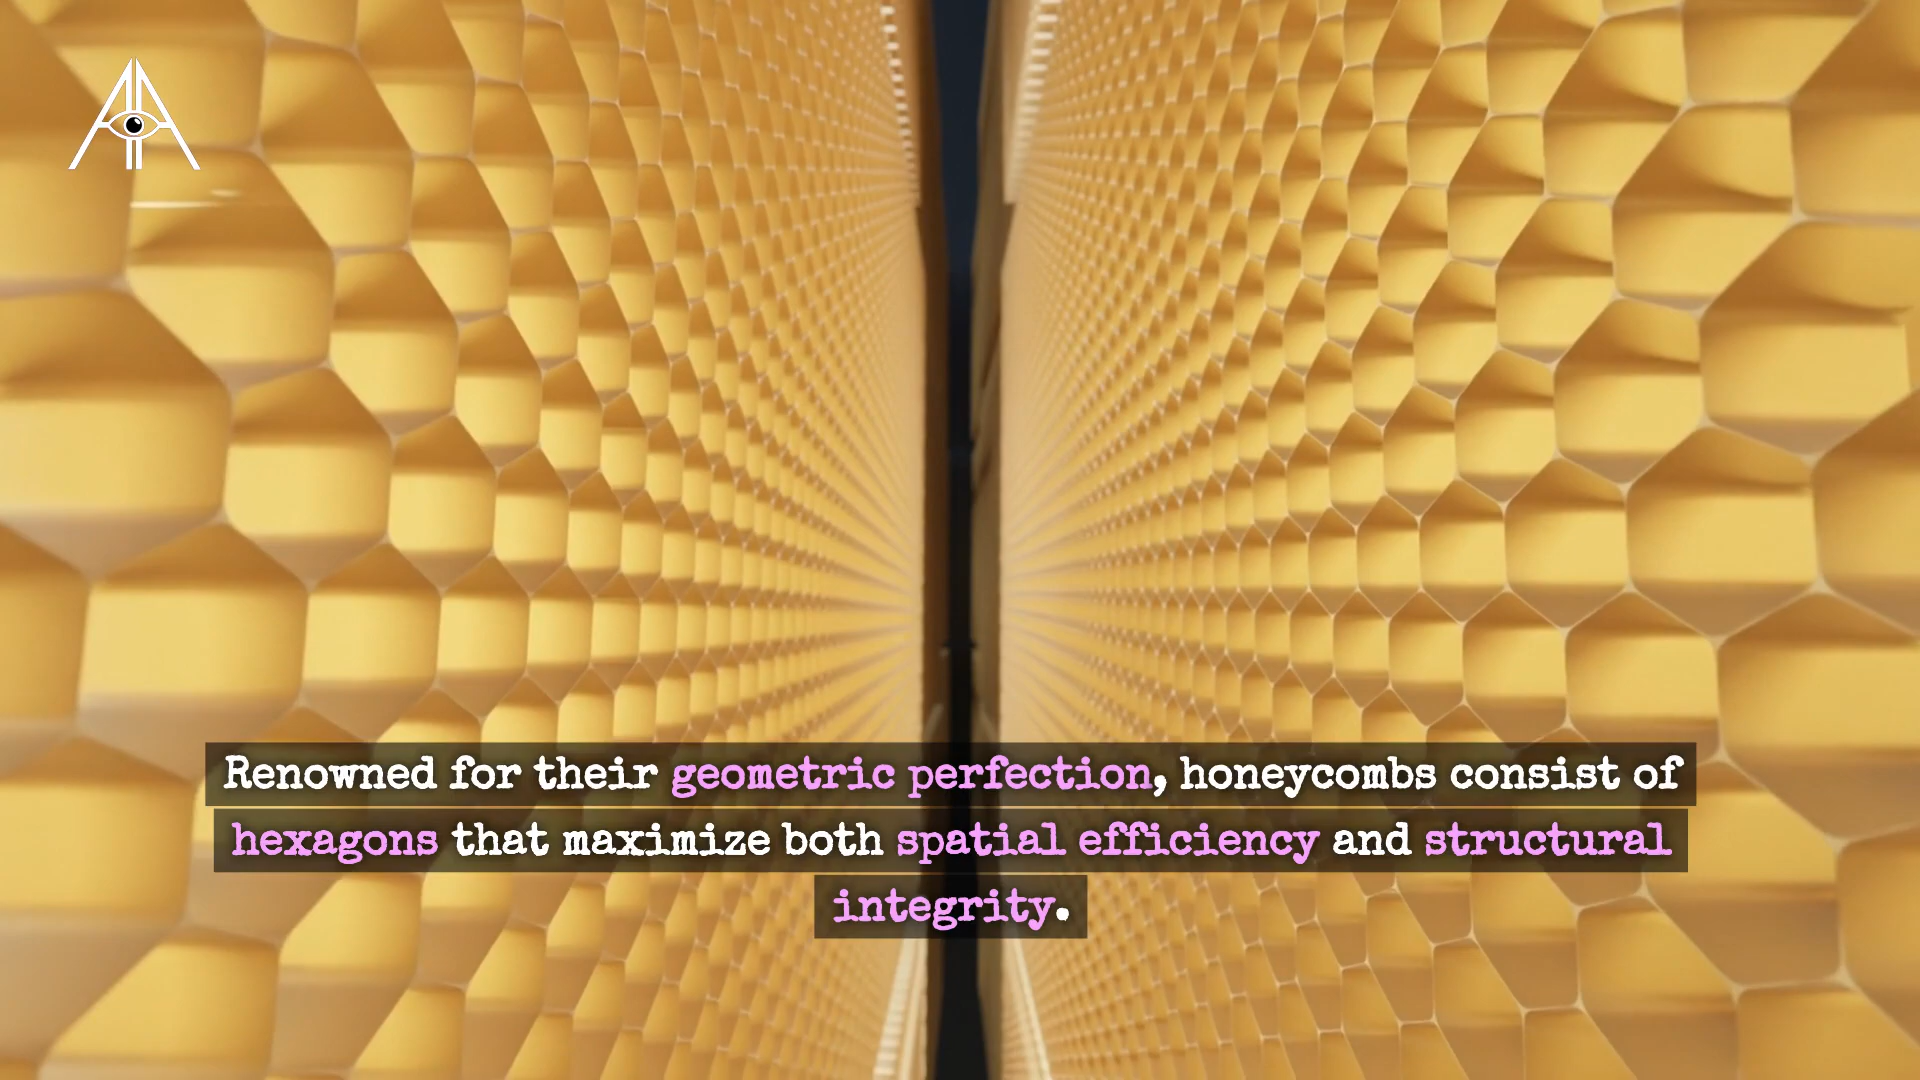 Renowned for their geometric perfection, honeycombs consist of
hexagons that maximize both spatial efficiency and structural
integrity.